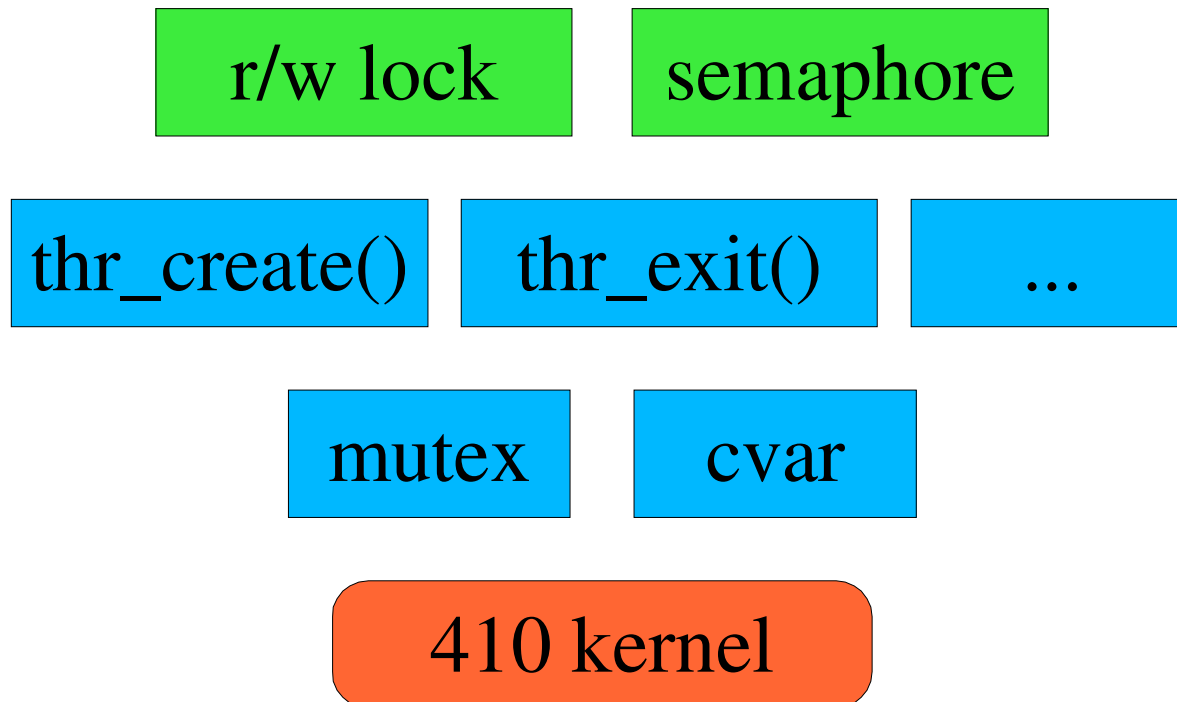 r/w lock
semaphore
thr_create()
thr_exit()
...
mutex
cvar
410 kernel